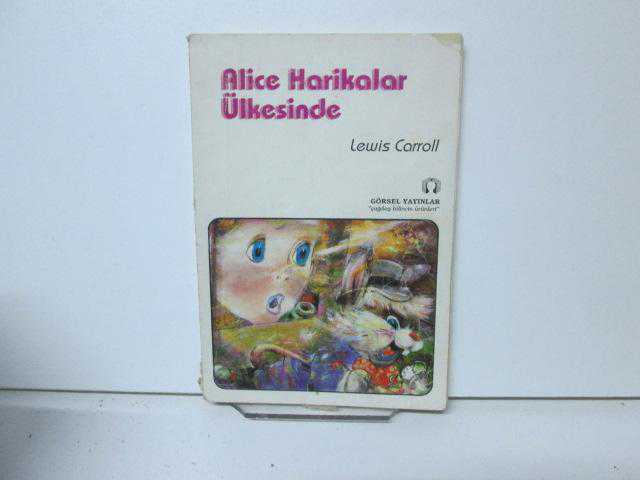 Alice Harikalar
Ülkesinde
Lewis Carroll
GÖRSEL YAYINLAR
"çağdaş bilincin ürünleri"